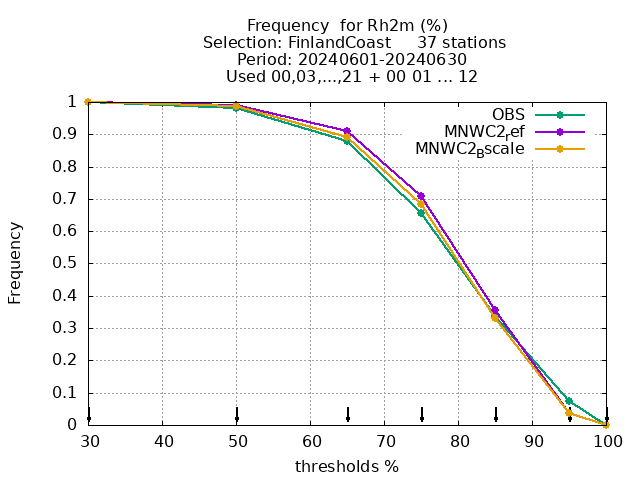 Frequency  for Rh2m (%)
Selection: FinlandCoast     37 stations
Period: 20240601-20240630
Used 00,03,...,21 + 00 01 ... 12
OBS
MNWC2ref
MNWC2Bscale
1
0.9
0.8
0.7
0.6
0.5
0.4
0.3
0.2
0.1
0
Frequency
30 40 50 60 70 80 90 100
thresholds %